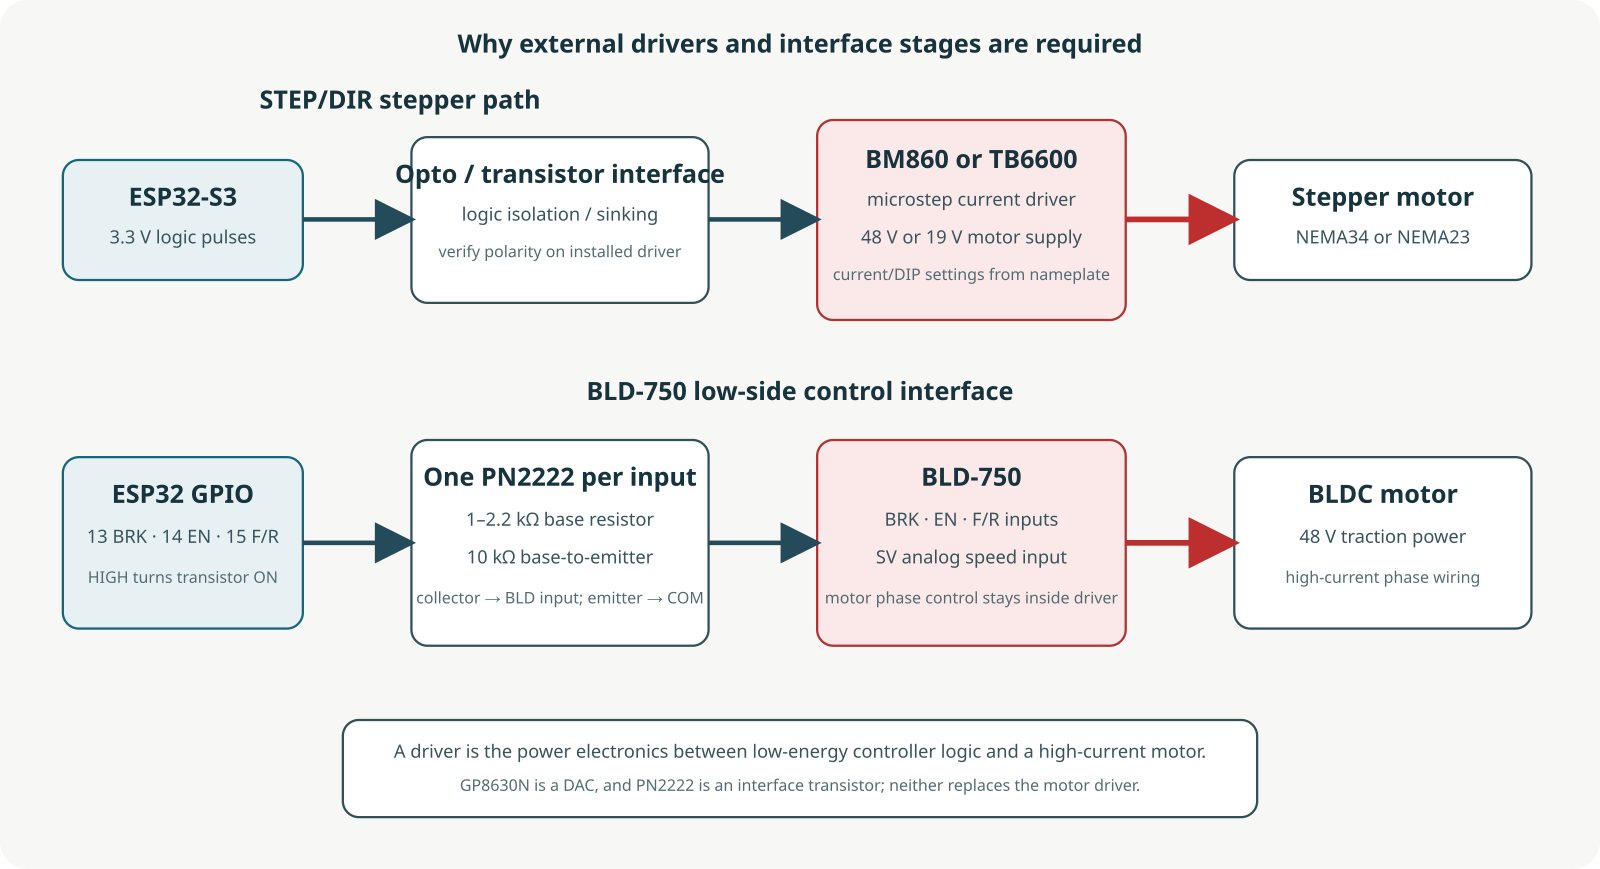 Why external drivers and interface stages are required
STEP/DIR stepper path
ESP32-S3
3.3 V logic pulses
Opto / transistor interface
logic isolation / sinking
verify polarity on installed driver
BM860 or TB6600
microstep current driver
48 V or 19 V motor supply
current/DIP settings from nameplate
Stepper motor
NEMA34 or NEMA23
BLD-750 low-side control interface
ESP32 GPIO
13 BRK · 14 EN · 15 F/R
HIGH turns transistor ON
One PN2222 per input
1–2.2 kΩ base resistor
10 kΩ base-to-emitter
collector → BLD input; emitter → COM
BLD-750
BRK · EN · F/R inputs
SV analog speed input
motor phase control stays inside driver
BLDC motor
48 V traction power
high-current phase wiring
A driver is the power electronics between low-energy controller logic and a high-current motor.
GP8630N is a DAC, and PN2222 is an interface transistor; neither replaces the motor driver.